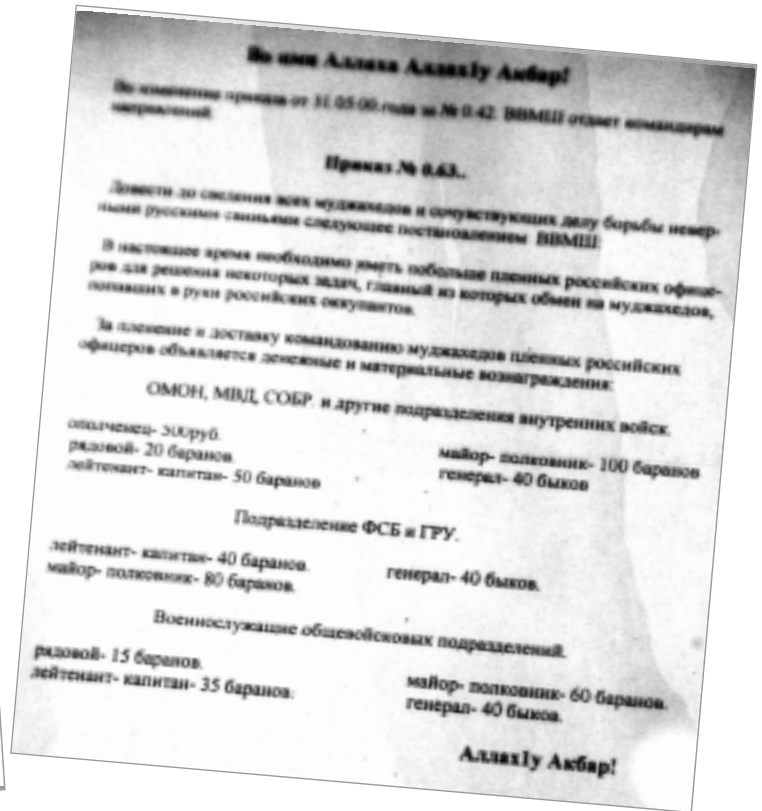 Во имя Аллаха Аллах1у Акбар!
Во изменение приказа от 31.05.00 года за № 0.42. ВВМШ отдает командирам
направлений.
Приказ № 0.63..
Довести до сведения всех муджахедов и сочувствующих делу борьбы невер-
ными русскими свиньями следующее постановлением ВВМШ:
В настоящее время необходимо иметь побольше пленных российских офице-
ров для решения некоторых задач, главный из которых обмен на муджахедов,
попавших в руки российских оккупантов.
За пленение и доставку командованию муджахедов пленных российских
офицеров объявляется денежные и материальные вознаграждения:
ОМОН, МВД, СОБР. и другие подразделения внутренних войск.
ополченец- 500руб.
рядовой- 20 баранов.
лейтенант- капитан- 50 баранов
майор- полковник- 100 баранов
генерал- 40 быков
Подразделение ФСБ и ГРУ.
лейтенант- капитан- 40 баранов.
майор- полковник- 80 баранов.
генерал- 40 быков.
Военнослужащие общевойсковых подразделений.
рядовой- 15 баранов.
лейтенант- капитан- 35 баранов.
майор- полковник- 60 баранов.
генерал- 40 быков.
Аллах1у Акбар!